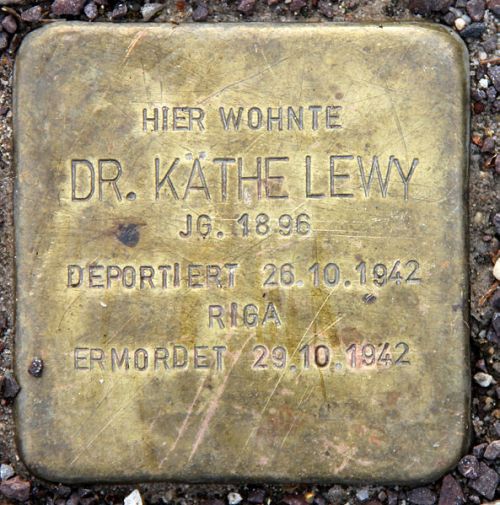 HIER WOHNTE
DR. KÄTHE LEWY
JG. 1896
DEPORTIERT 26.10.1942
RIGA
ERMORDET 29.10.1942